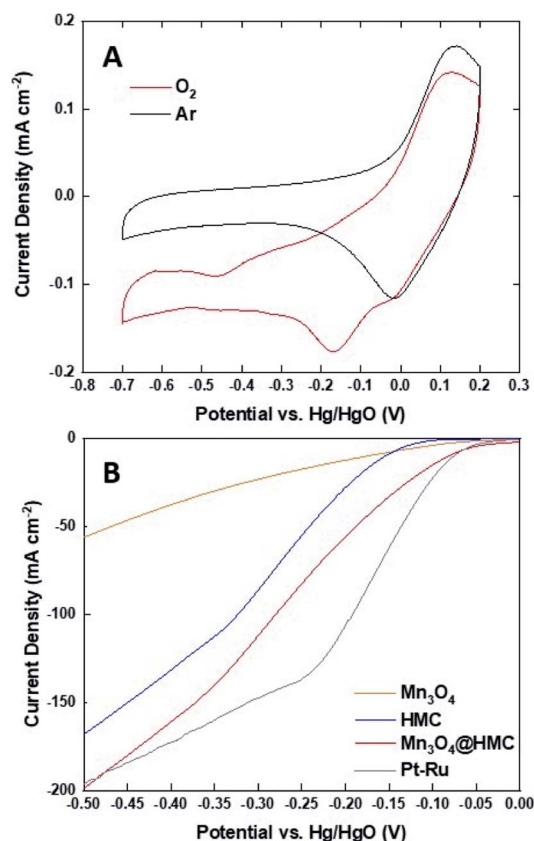 A
O₂
Ar
Current Density (mA cm⁻²)
0.2
0.1
0.0
-0.1
-0.2
-0.8 -0.7 -0.6 -0.5 -0.4 -0.3 -0.2 -0.1 0.0 0.1 0.2 0.3
Potential vs. Hg/HgO (V)
B
Current Density (mA cm⁻²)
0
-50
-100
-150
-200
Mn₃O₄
HMC
Mn₃O₄@HMC
Pt-Ru
-0.50 -0.45 -0.40 -0.35 -0.30 -0.25 -0.20 -0.15 -0.10 -0.05 0.00
Potential vs. Hg/HgO (V)